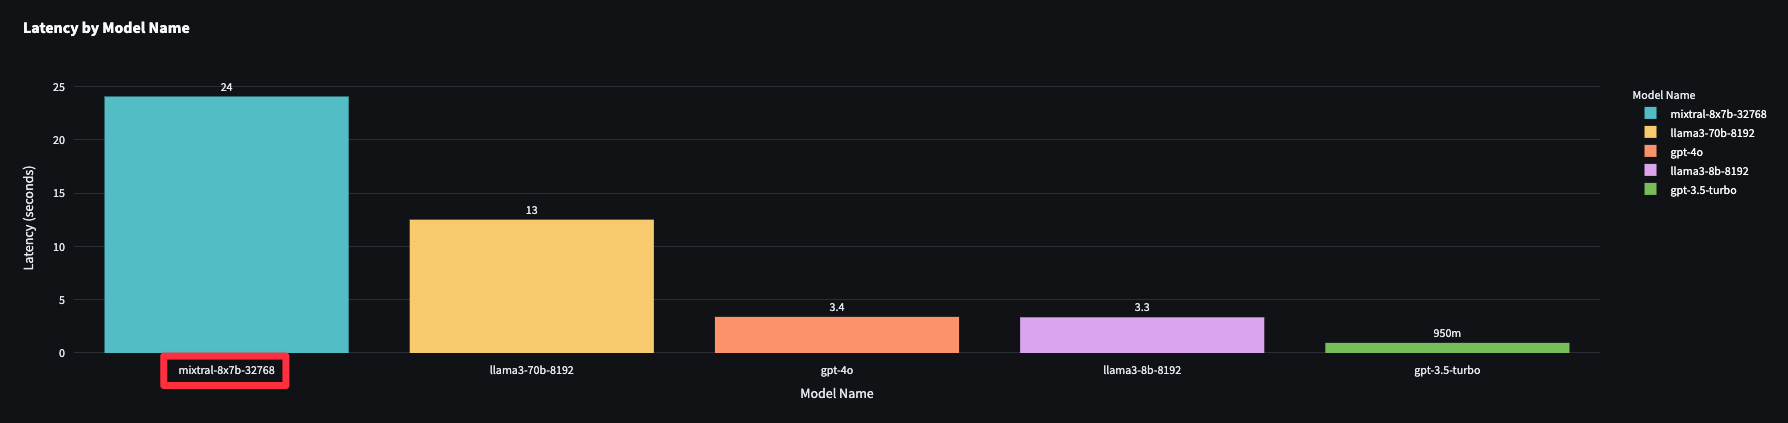 Latency by Model Name
25
20
15
10
5
0
Latency (seconds)
24
13
3.4
3.3
950m
mixtral-8x7b-32768
llama3-70b-8192
gpt-4o
llama3-8b-8192
gpt-3.5-turbo
Model Name
Model Name
mixtral-8x7b-32768
llama3-70b-8192
gpt-4o
llama3-8b-8192
gpt-3.5-turbo